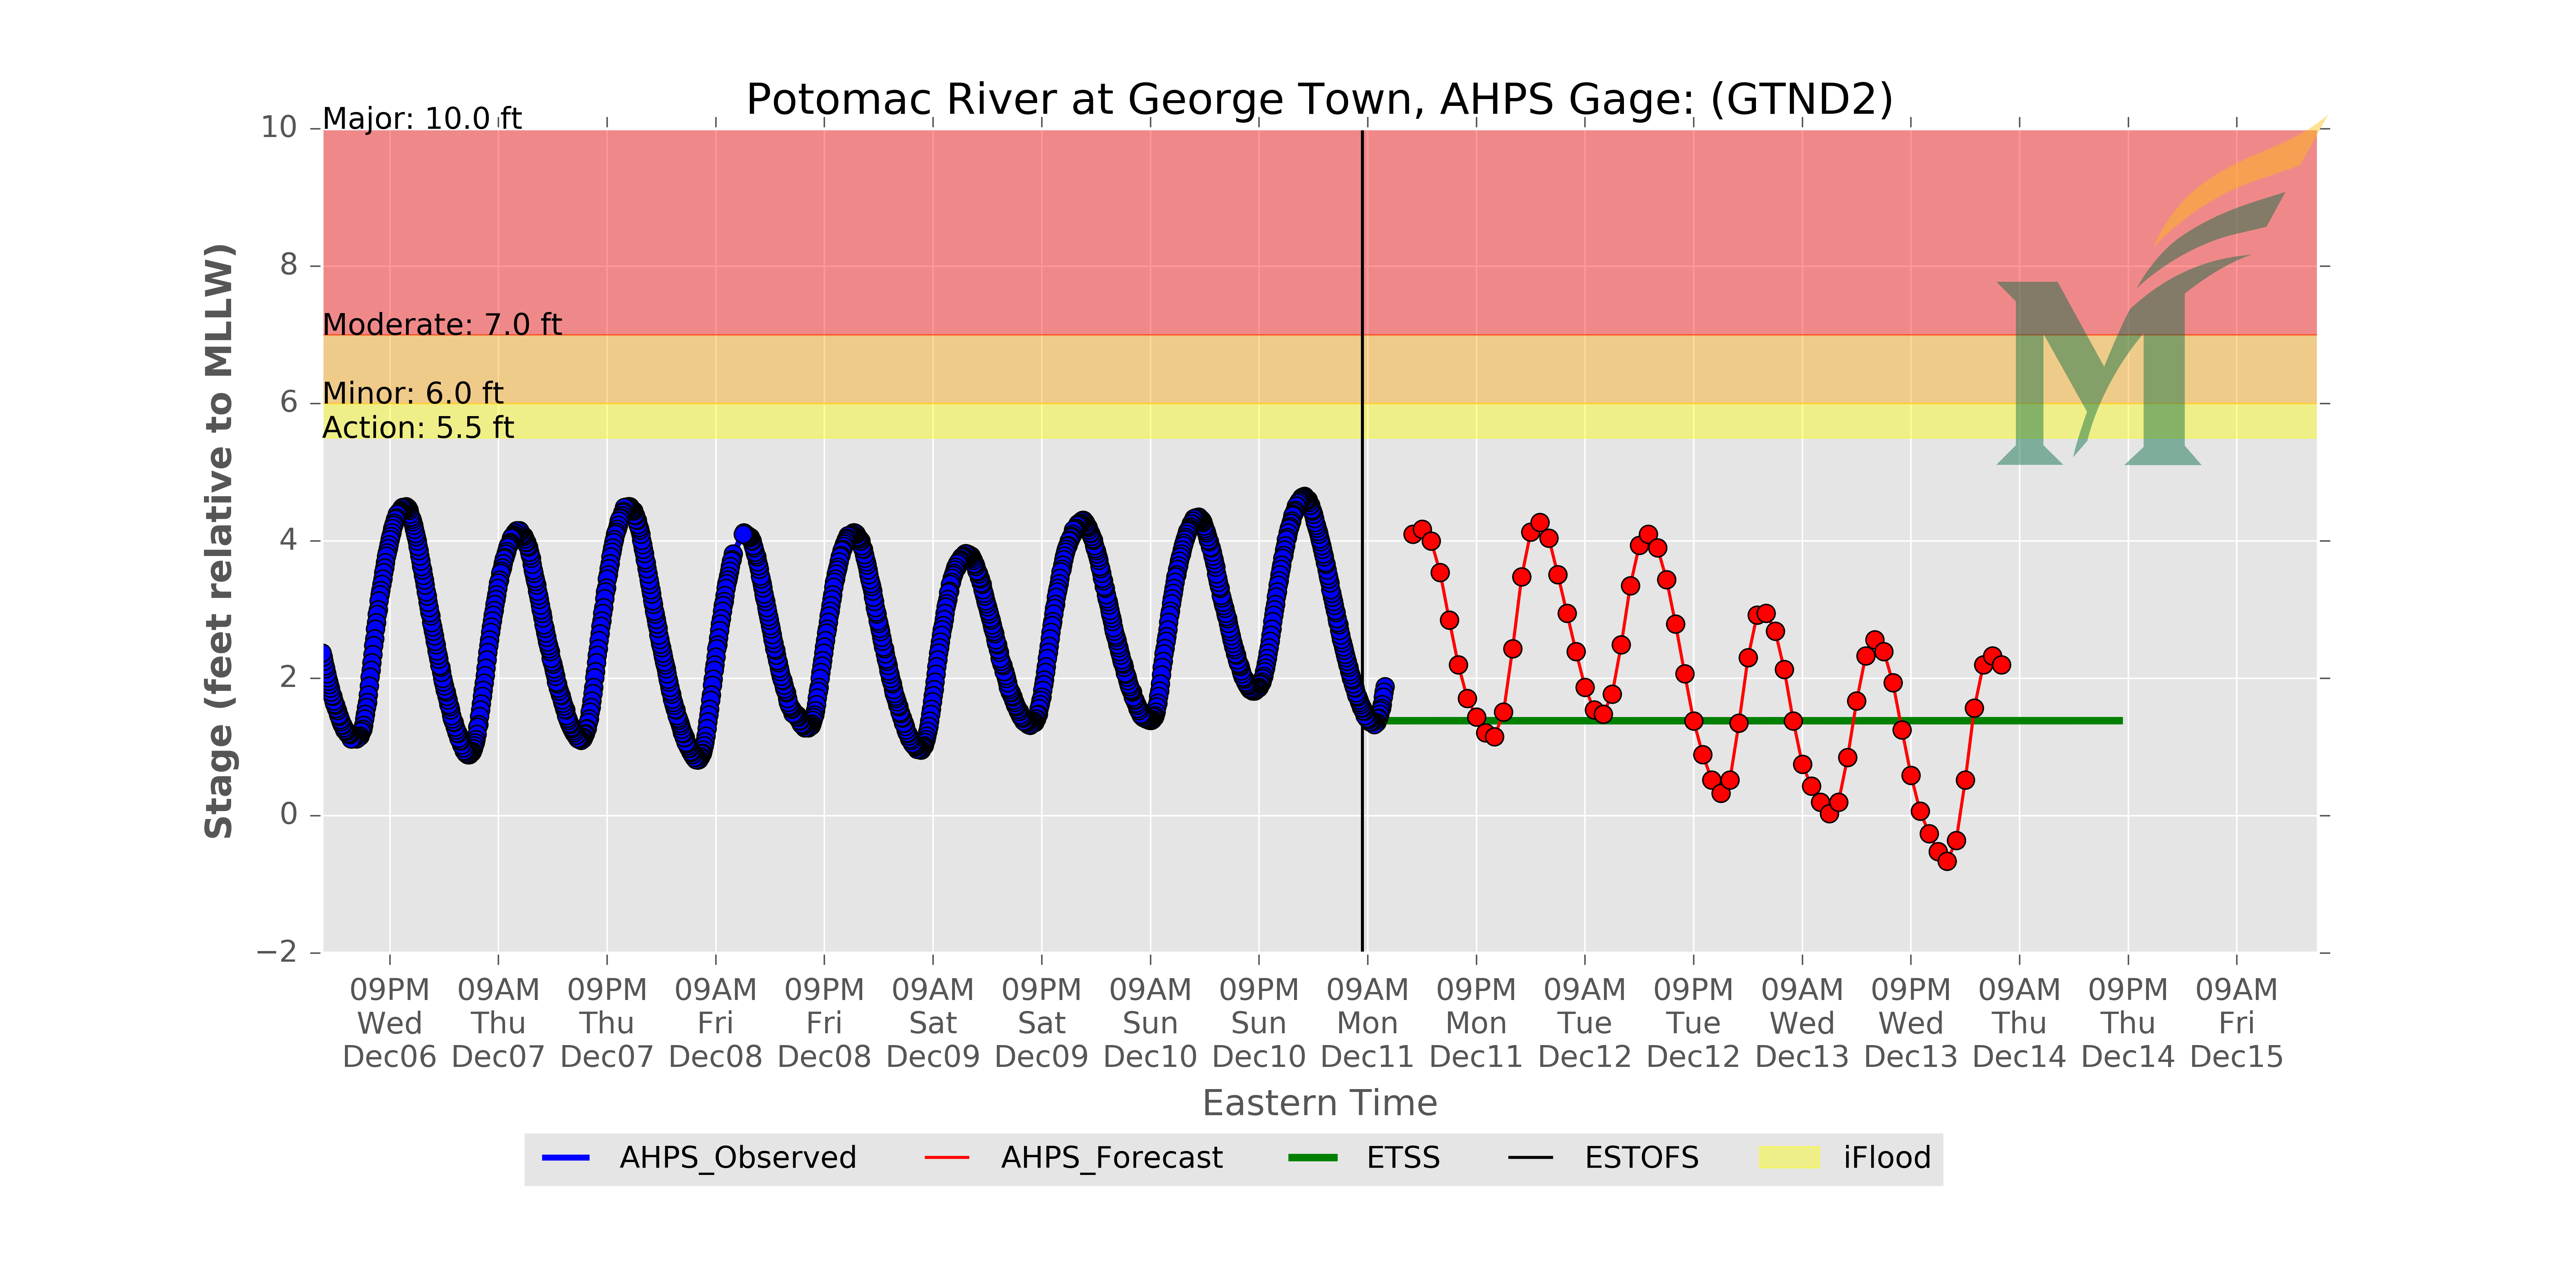 Potomac River at George Town, AHPS Gage: (GTND2)
Major: 10.0 ft
Moderate: 7.0 ft
Minor: 6.0 ft
Action: 5.5 ft
10
8
6
4
2
0
−2
Stage (feet relative to MLLW)
09PM 09AM 09PM 09AM 09PM 09AM 09PM 09AM 09PM 09AM 09PM 09AM 09PM 09AM 09PM 09AM 09PM 09AM
Wed Thu Thu Fri Fri Sat Sat Sun Sun Mon Mon Tue Tue Wed Wed Thu Thu Fri
Dec06 Dec07 Dec07 Dec08 Dec08 Dec09 Dec09 Dec10 Dec10 Dec11 Dec11 Dec12 Dec12 Dec13 Dec13 Dec14 Dec14 Dec15
Eastern Time
AHPS_Observed AHPS_Forecast ETSS ESTOFS iFlood
M